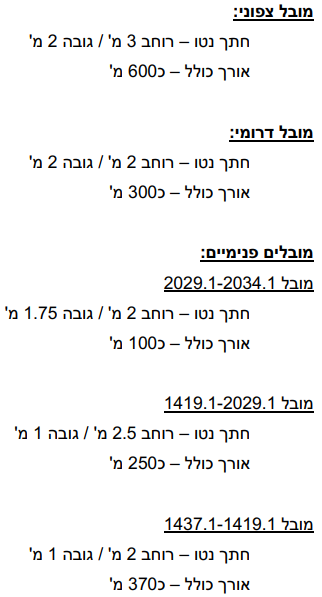 מובל צפוני:
חתך נטו – רוחב 3 מ' / גובה 2 מ'
אורך כולל – כ600 מ'
מובל דרומי:
חתך נטו – רוחב 2 מ' / גובה 2 מ'
אורך כולל – כ300 מ'
מובלים פנימיים:
מובל 2029.1-2034.1
חתך נטו – רוחב 2 מ' / גובה 1.75 מ'
אורך כולל – כ100 מ'
מובל 1419.1-2029.1
חתך נטו – רוחב 2.5 מ' / גובה 1 מ'
אורך כולל – כ250 מ'
מובל 1437.1-1419.1
חתך נטו – רוחב 2 מ' / גובה 1 מ'
אורך כולל – כ370 מ'